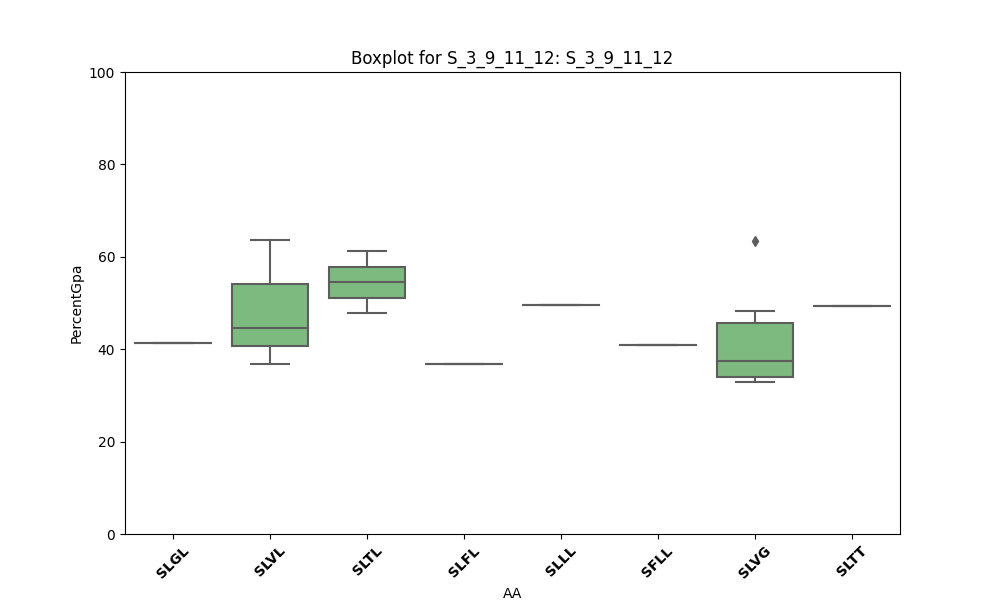 Boxplot for S_3_9_11_12: S_3_9_11_12
100
80
60
40
20
0
PercentGpa
SLGL
SLVL
SLTL
SLFL
SLLL
SFLL
SLVG
SLTT
AA